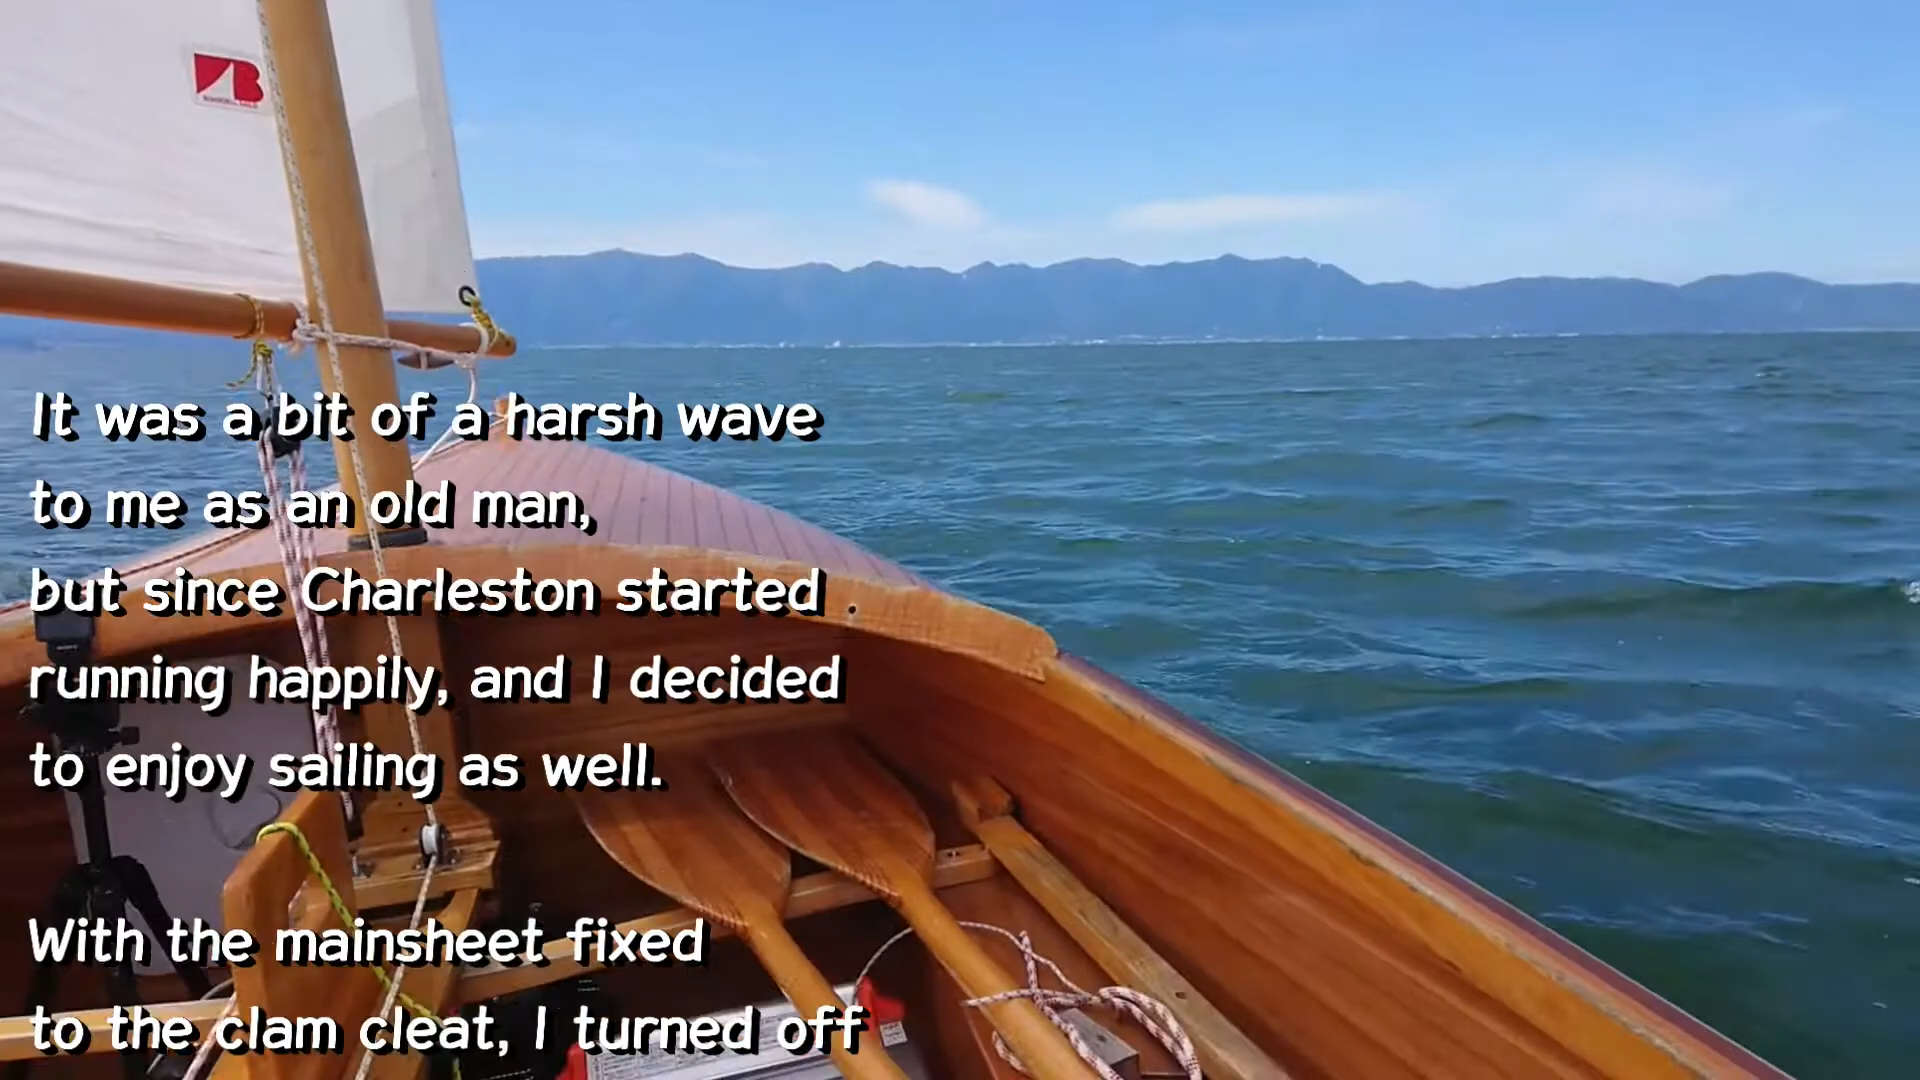 It was a bit of a harsh wave
to me as an old man,
but since Charleston started
running happily, and I decided
to enjoy sailing as well.
With the mainsheet fixed
to the clam cleat, I turned off